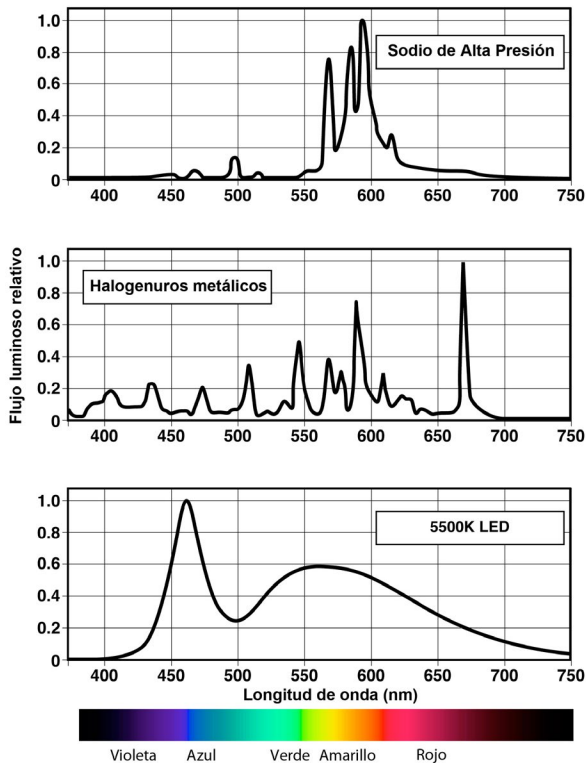 Flujo luminoso relativo
1.0
0.8
0.6
0.4
0.2
0
Sodio de Alta Presión
400 450 500 550 600 650 700 750
1.0
0.8
0.6
0.4
0.2
0
Halogenuros metálicos
400 450 500 550 600 650 700 750
1.0
0.8
0.6
0.4
0.2
0
5500K LED
400 450 500 550 600 650 700 750
Longitud de onda (nm)
Violeta Azul Verde Amarillo Rojo